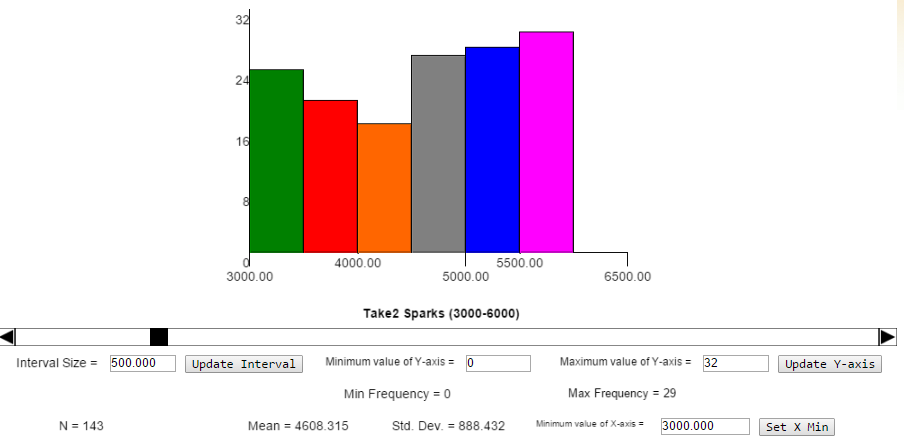 32
24
16
8
0
3000.00 4000.00 5000.00 5500.00 6500.00
Take2 Sparks (3000-6000)
Interval Size = 500.000 Update Interval Minimum value of Y-axis = 0 Maximum value of Y-axis = 32 Update Y-axis
Min Frequency = 0 Max Frequency = 29
N = 143 Mean = 4608.315 Std. Dev. = 888.432 Minimum value of X-axis = 3000.000 Set X Min